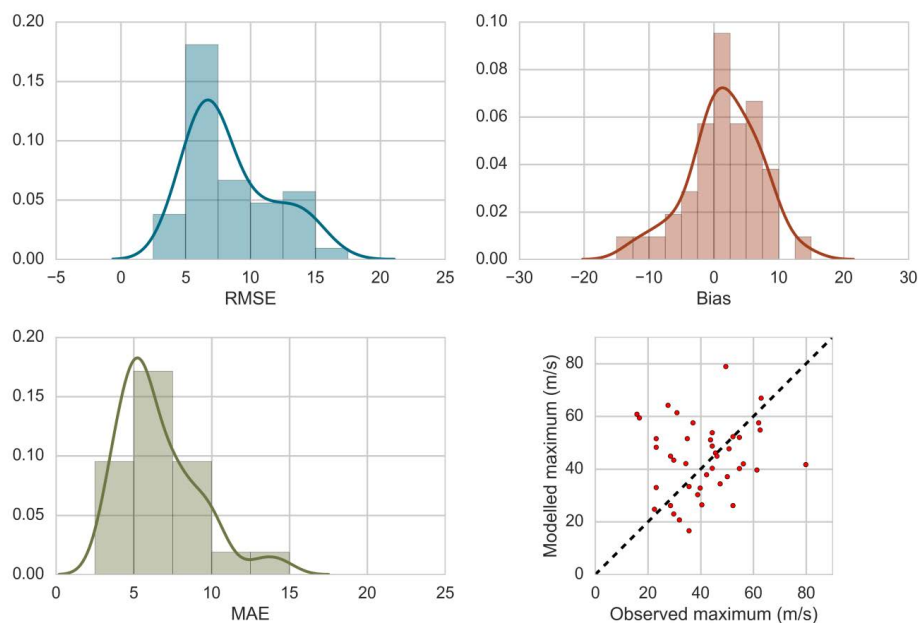 0.20
0.15
0.10
0.05
0.00
−5 0 5 10 15 20 25
RMSE
0.10
0.08
0.06
0.04
0.02
0.00
−30 −20 −10 0 10 20 30
Bias
0.20
0.15
0.10
0.05
0.00
0 5 10 15 20 25
MAE
Modelled maximum (m/s)
80
60
40
20
0
0 20 40 60 80
Observed maximum (m/s)